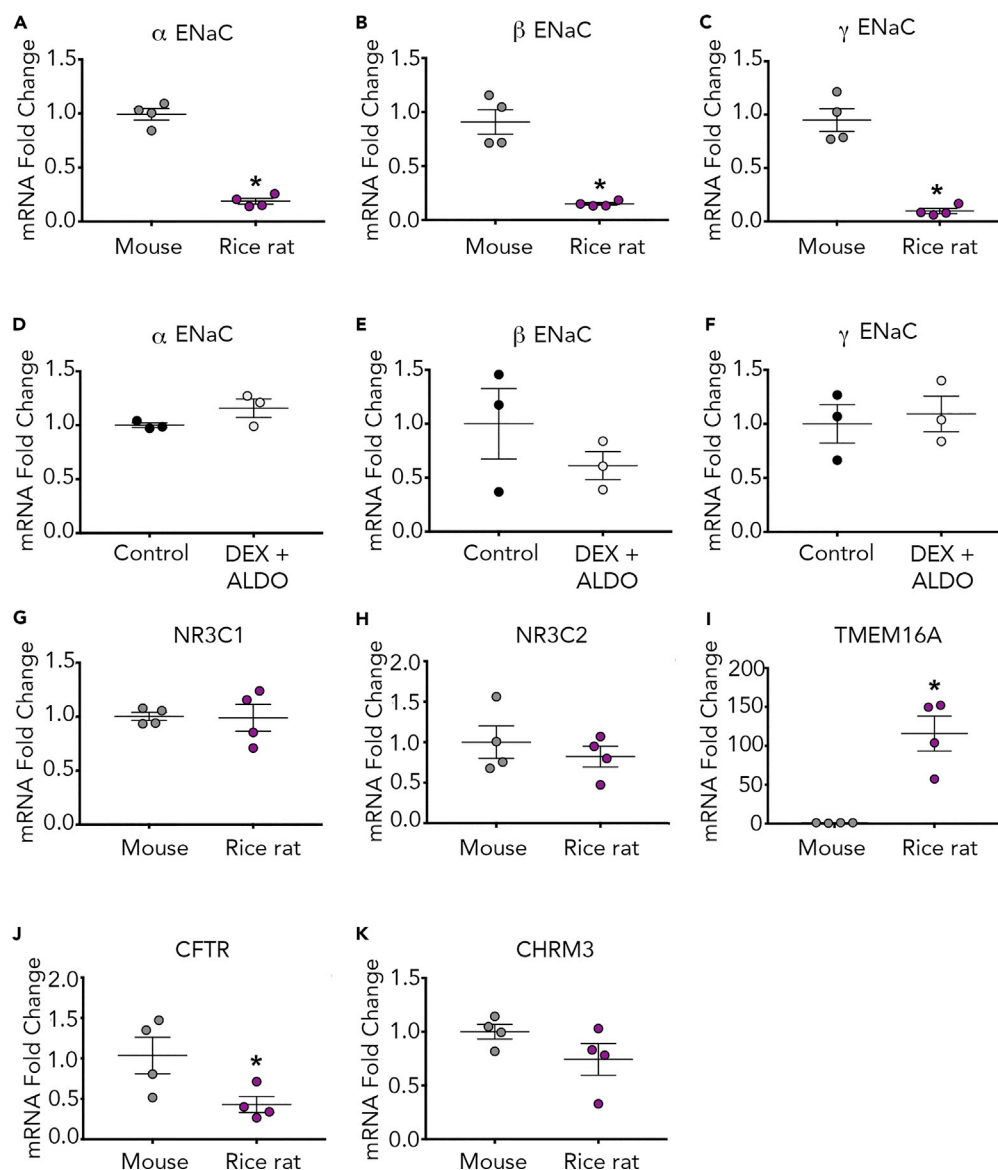 A
α ENaC
mRNA Fold Change
1.5
1.0
0.5
0.0
*
Mouse
Rice rat
B
β ENaC
mRNA Fold Change
1.5
1.0
0.5
0.0
*
Mouse
Rice rat
C
γ ENaC
mRNA Fold Change
1.5
1.0
0.5
0.0
*
Mouse
Rice rat
D
α ENaC
mRNA Fold Change
1.5
1.0
0.5
0.0
Control
DEX +
ALDO
E
β ENaC
mRNA Fold Change
1.5
1.0
0.5
0.0
Control
DEX +
ALDO
F
γ ENaC
mRNA Fold Change
1.5
1.0
0.5
0.0
Control
DEX +
ALDO
G
NR3C1
mRNA Fold Change
1.5
1.0
0.5
0.0
Mouse
Rice rat
H
NR3C2
mRNA Fold Change
2.0
1.5
1.0
0.5
0.0
Mouse
Rice rat
I
TMEM16A
mRNA Fold Change
200
150
100
50
0
*
Mouse
Rice rat
J
CFTR
mRNA Fold Change
2.0
1.5
1.0
0.5
0.0
*
Mouse
Rice rat
K
CHRM3
mRNA Fold Change
1.5
1.0
0.5
0.0
Mouse
Rice rat